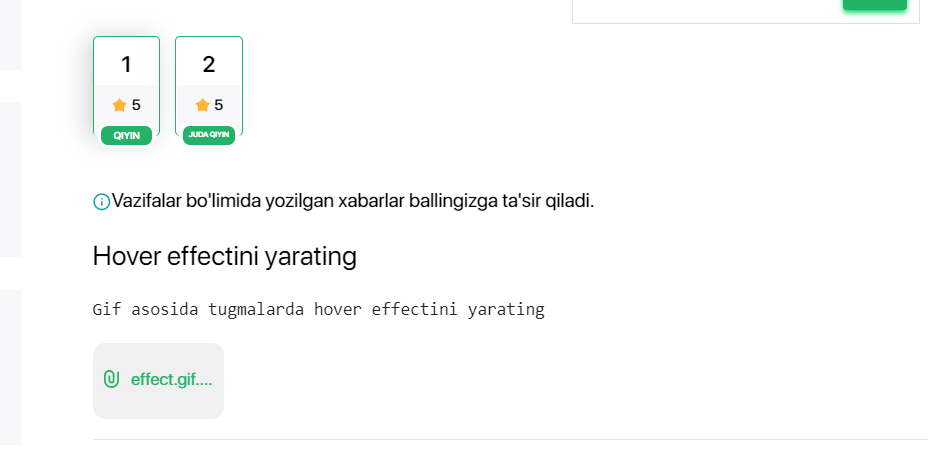 1
2
5
5
QIYIN
JUDA QIYIN
Vazifalar bo'limida yozilgan xabarlar ballingizga ta'sir qiladi.
Hover effectini yarating
Gif asosida tugmalarda hover effectini yarating
effect.gif....